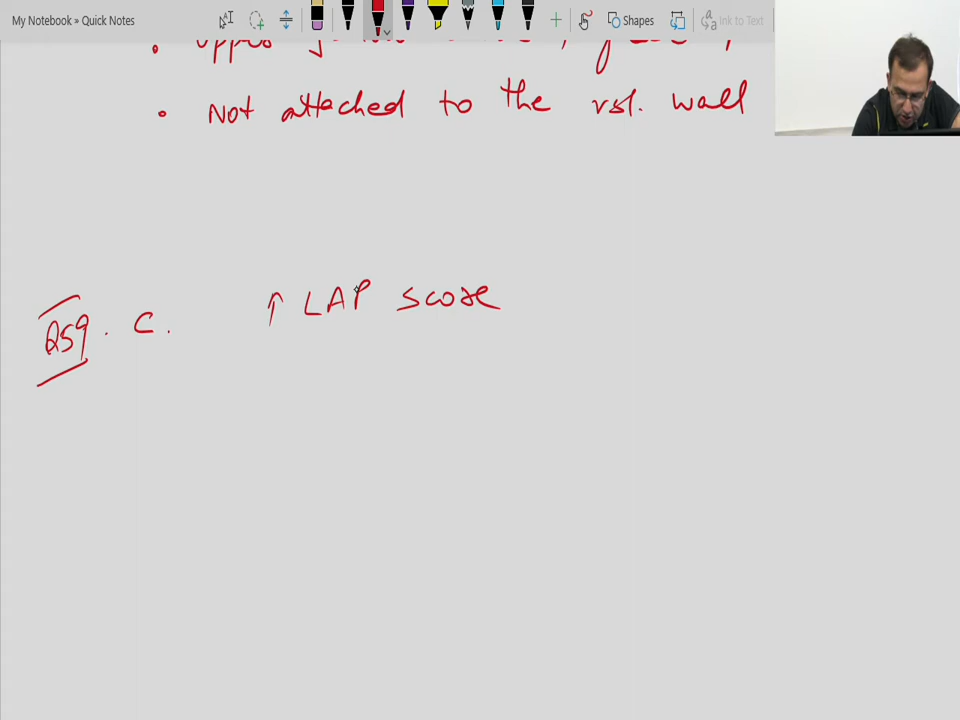 My Notebook » Quick Notes
Shapes
Ink to Text
• Not attached to the vsl. wall
Q59. C. ↑ LAP score